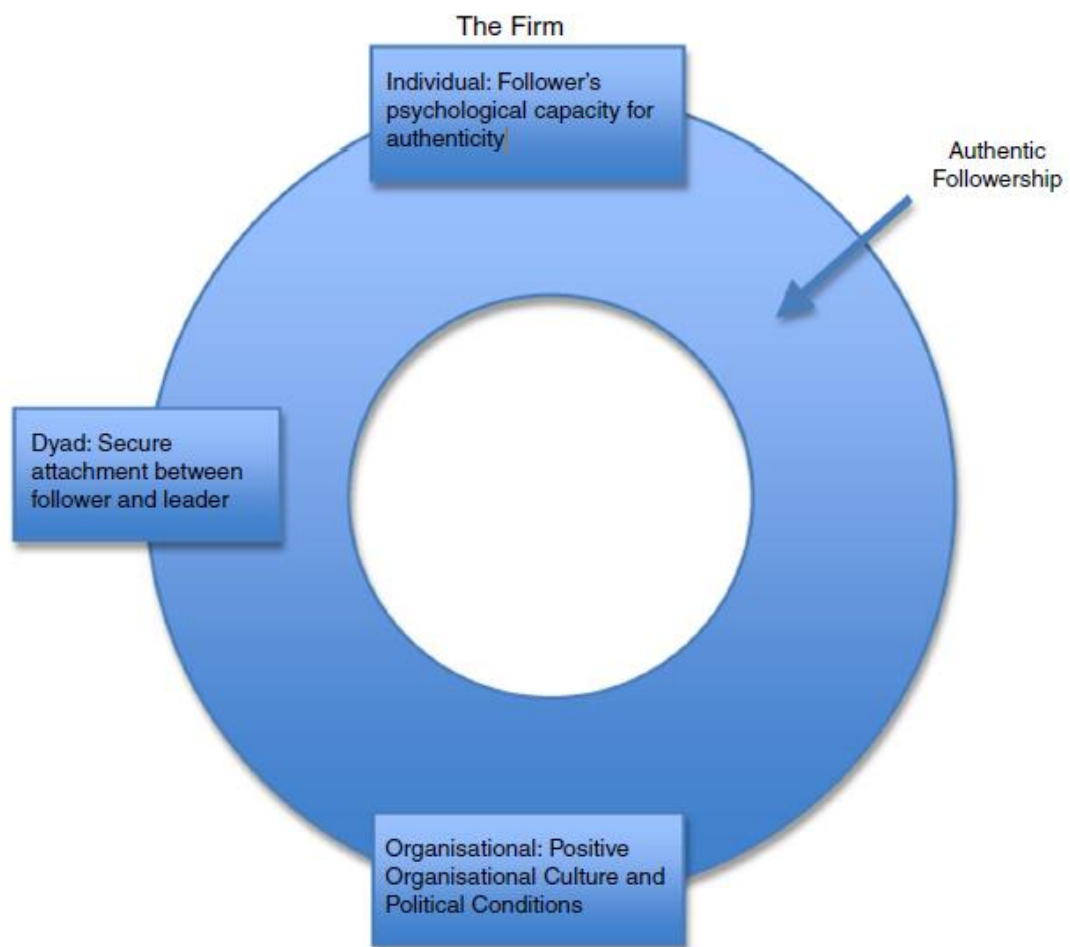 The Firm
Individual: Follower's
psychological capacity for
authenticity
Authentic
Followership
Dyad: Secure
attachment between
follower and leader
Organisational: Positive
Organisational Culture and
Political Conditions